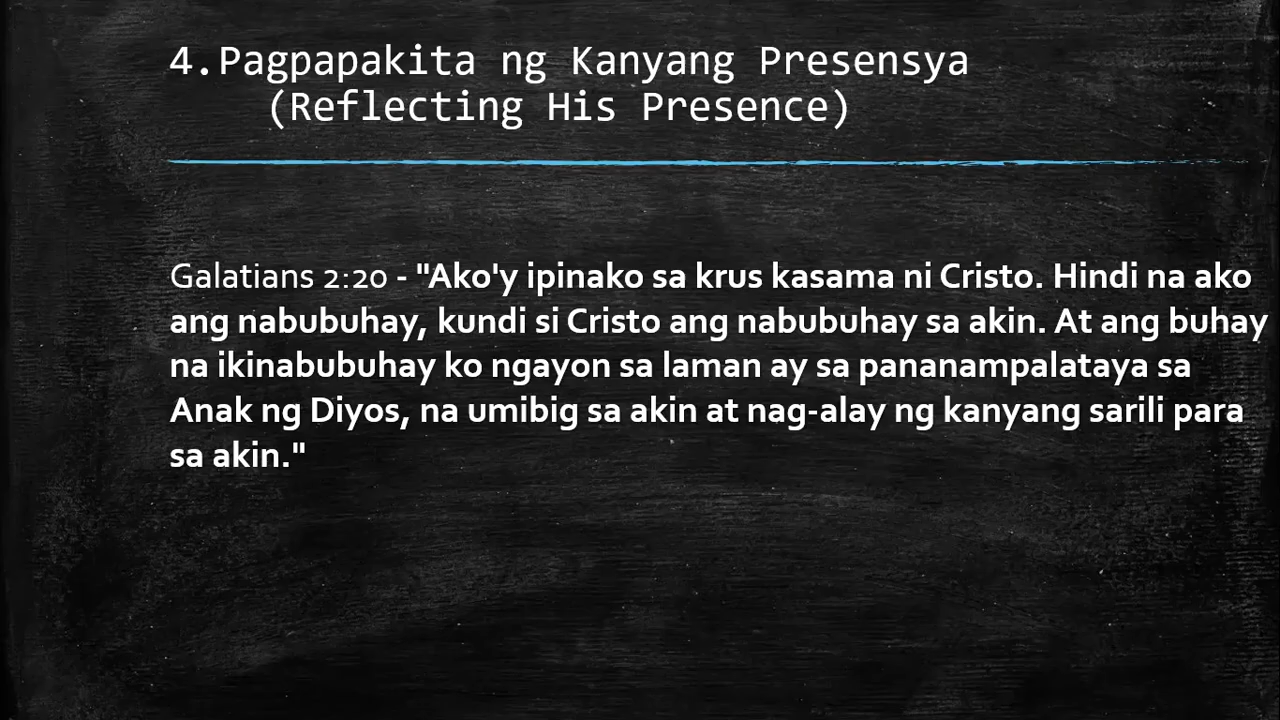 4.Pagpapakita ng Kanyang Presensya
(Reflecting His Presence)
Galatians 2:20 - "Ako'y ipinako sa krus kasama ni Cristo. Hindi na ako
ang nabubuhay, kundi si Cristo ang nabubuhay sa akin. At ang buhay
na ikinabubuhay ko ngayon sa laman ay sa pananampalataya sa
Anak ng Diyos, na umibig sa akin at nag-alay ng kanyang sarili para
sa akin."